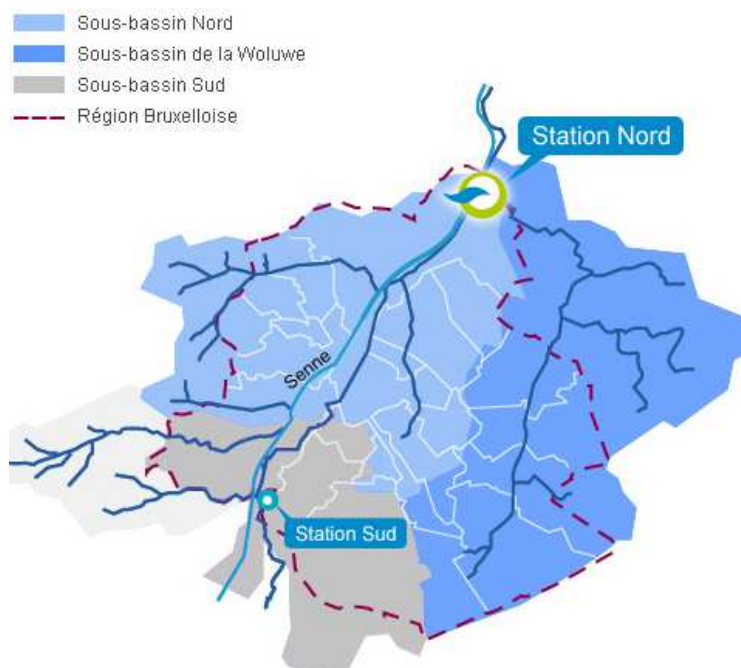 Sous-bassin Nord
Sous-bassin de la Woluwe
Sous-bassin Sud
Région Bruxelloise
Station Nord
Senne
Station Sud